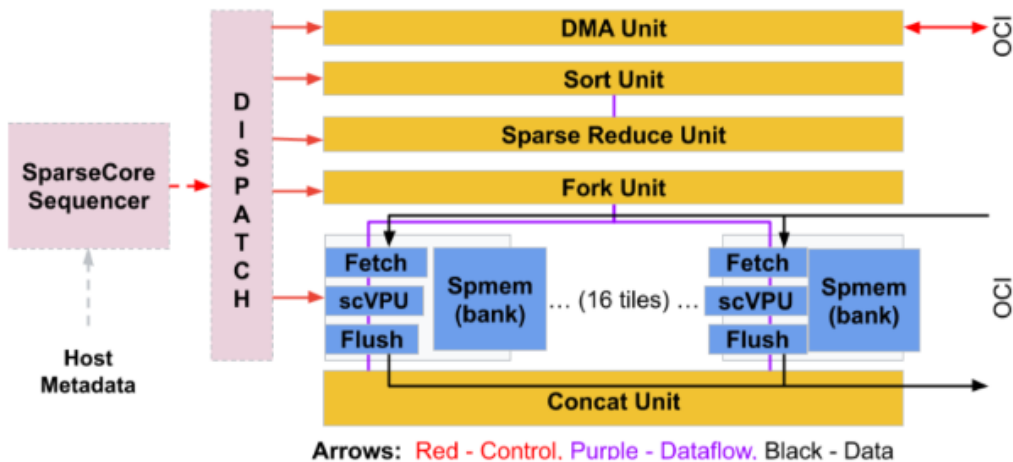 DMA Unit
OCI
Sort Unit
DISPATCH
Sparse Reduce Unit
SparseCore
Sequencer
Fork Unit
Fetch
scVPU
Flush
Spmem
(bank)
... (16 tiles) ...
Fetch
scVPU
Flush
Spmem
(bank)
OCI
Host
Metadata
Concat Unit
Arrows: Red - Control, Purple - Dataflow, Black - Data